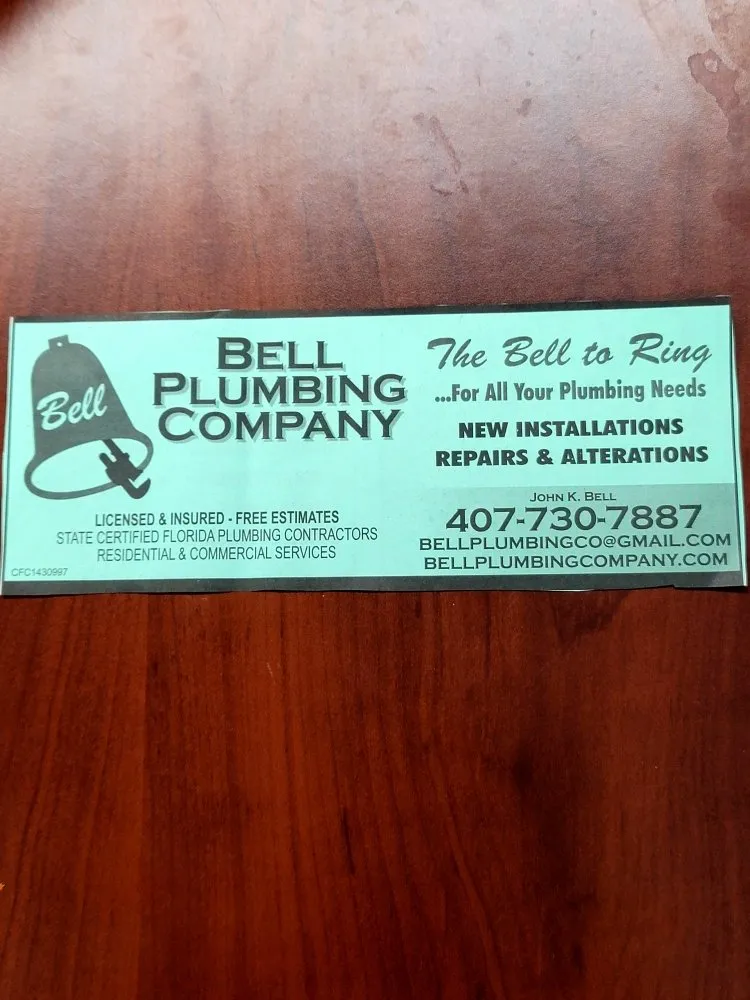 Bell
BELL
PLUMBING
COMPANY
LICENSED & INSURED - FREE ESTIMATES
STATE CERTIFIED FLORIDA PLUMBING CONTRACTORS
RESIDENTIAL & COMMERCIAL SERVICES
CFC1430997
The Bell to Ring
...For All Your Plumbing Needs
NEW INSTALLATIONS
REPAIRS & ALTERATIONS
JOHN K. BELL
407-730-7887
BELLPLUMBINGCO@GMAIL.COM
BELLPLUMBINGCOMPANY.COM